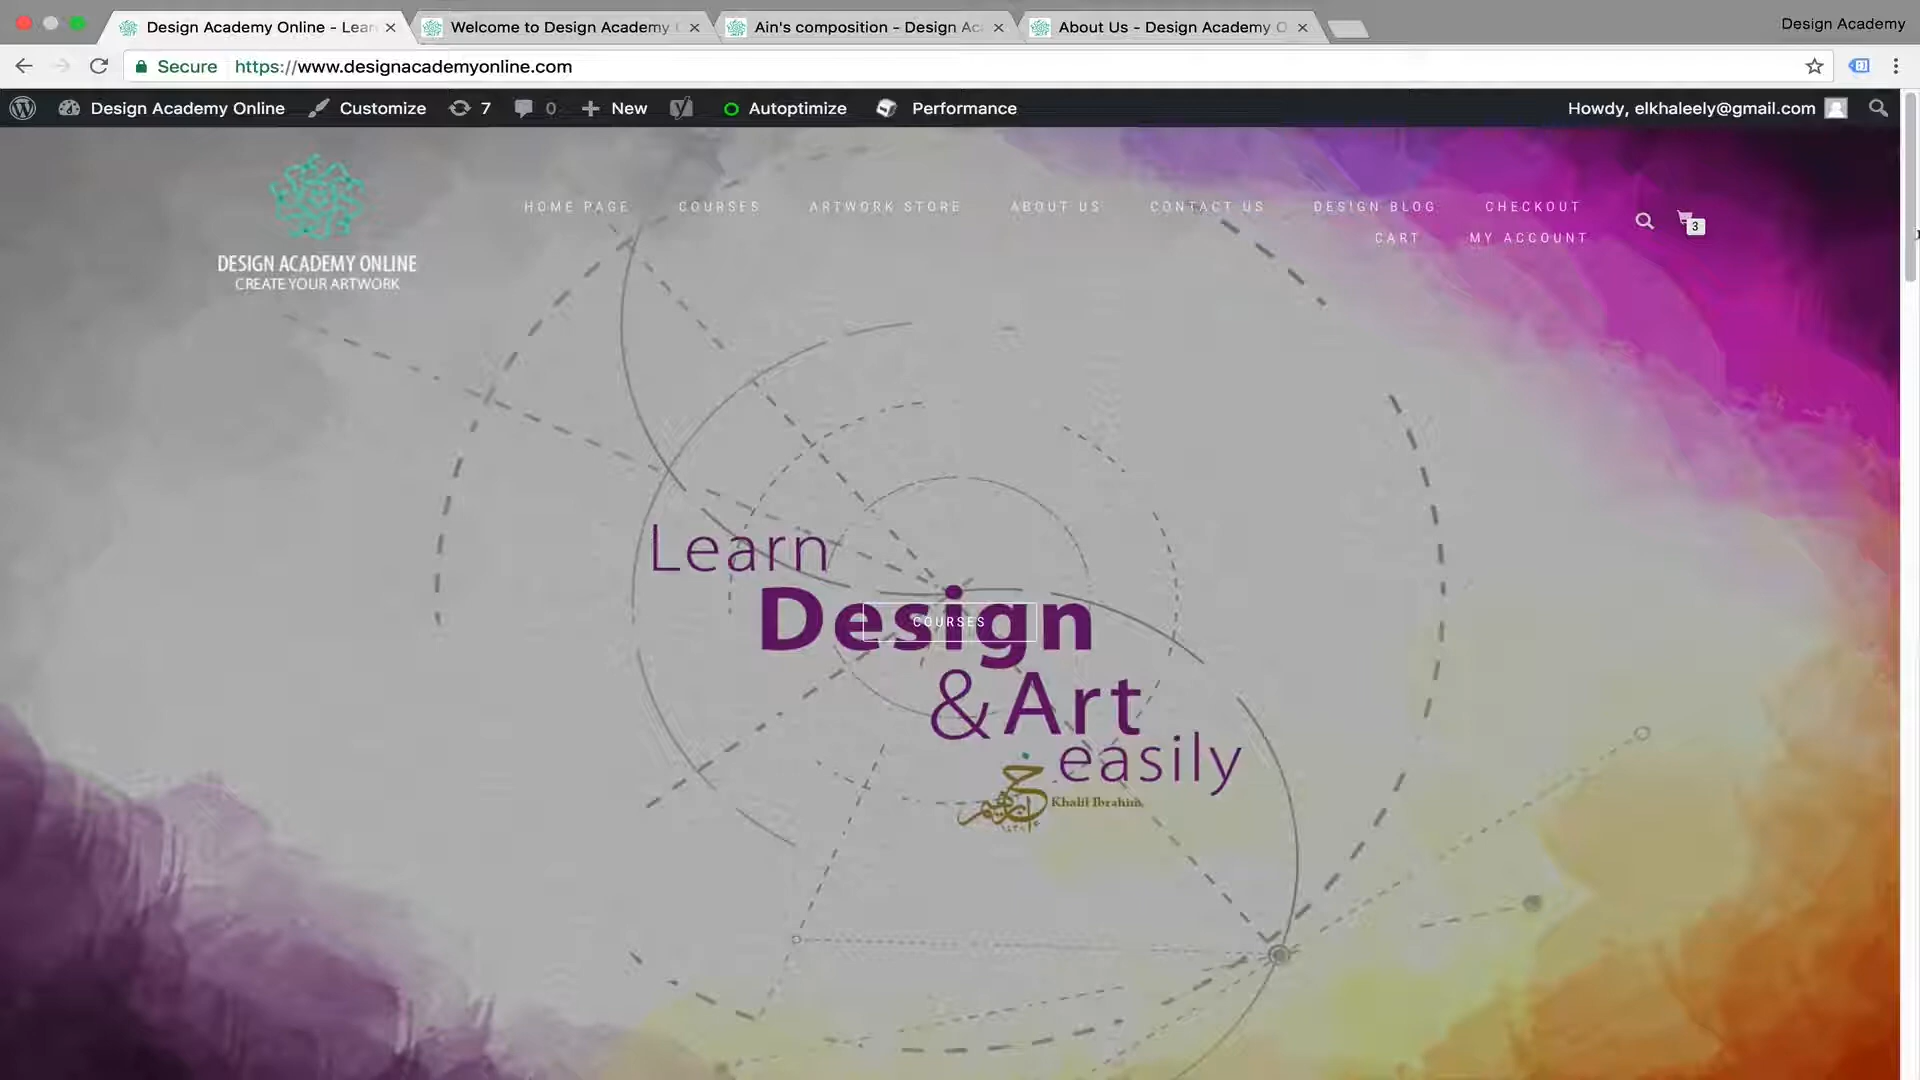 Design Academy Online - Lear
Welcome to Design Academy
Ain's composition - Design Ac
About Us - Design Academy O
Design Academy
Secure https://www.designacademyonline.com
Design Academy Online Customize 7 0 New Autoptimize Performance Howdy, elkhaleely@gmail.com
HOME PAGE COURSES ARTWORK STORE ABOUT US CONTACT US DESIGN BLOG CHECKOUT
CART MY ACCOUNT
3
DESIGN ACADEMY ONLINE
CREATE YOUR ARTWORK
Learn
Design
COURSES
& Art
easily
Khalil Ibrahim